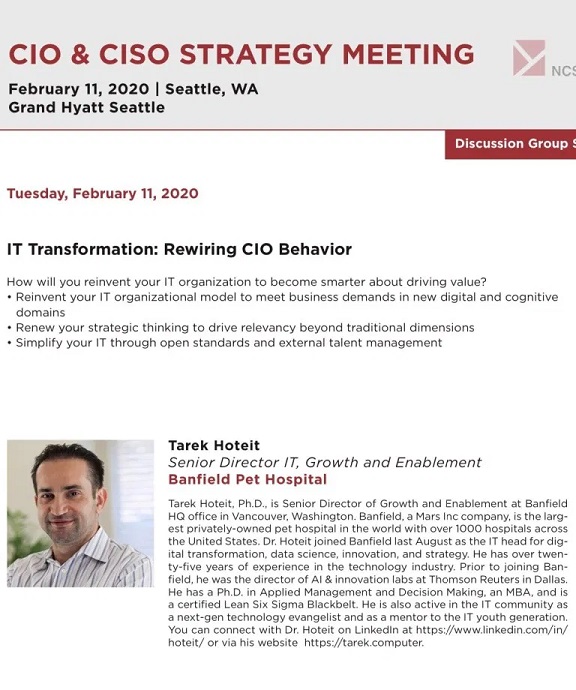 CIO & CISO STRATEGY MEETING
February 11, 2020 | Seattle, WA
Grand Hyatt Seattle
Discussion Group
Tuesday, February 11, 2020
IT Transformation: Rewiring CIO Behavior
How will you reinvent your IT organization to become smarter about driving value?
• Reinvent your IT organizational model to meet business demands in new digital and cognitive
domains
• Renew your strategic thinking to drive relevancy beyond traditional dimensions
• Simplify your IT through open standards and external talent management
Tarek Hoteit
Senior Director IT, Growth and Enablement
Banfield Pet Hospital
Tarek Hoteit, Ph.D., is Senior Director of Growth and Enablement at Banfield
HQ office in Vancouver, Washington. Banfield, a Mars Inc company, is the larg-
est privately-owned pet hospital in the world with over 1000 hospitals across
the United States. Dr. Hoteit joined Banfield last August as the IT head for dig-
ital transformation, data science, innovation, and strategy. He has over twen-
ty-five years of experience in the technology industry. Prior to joining Ban-
field, he was the director of AI & innovation labs at Thomson Reuters in Dallas.
He has a Ph.D. in Applied Management and Decision Making, an MBA, and is
a certified Lean Six Sigma Blackbelt. He is also active in the IT community as
a next-gen technology evangelist and as a mentor to the IT youth generation.
You can connect with Dr. Hoteit on LinkedIn at https://www.linkedin.com/in/
hoteit/ or via his website https://tarek.computer.